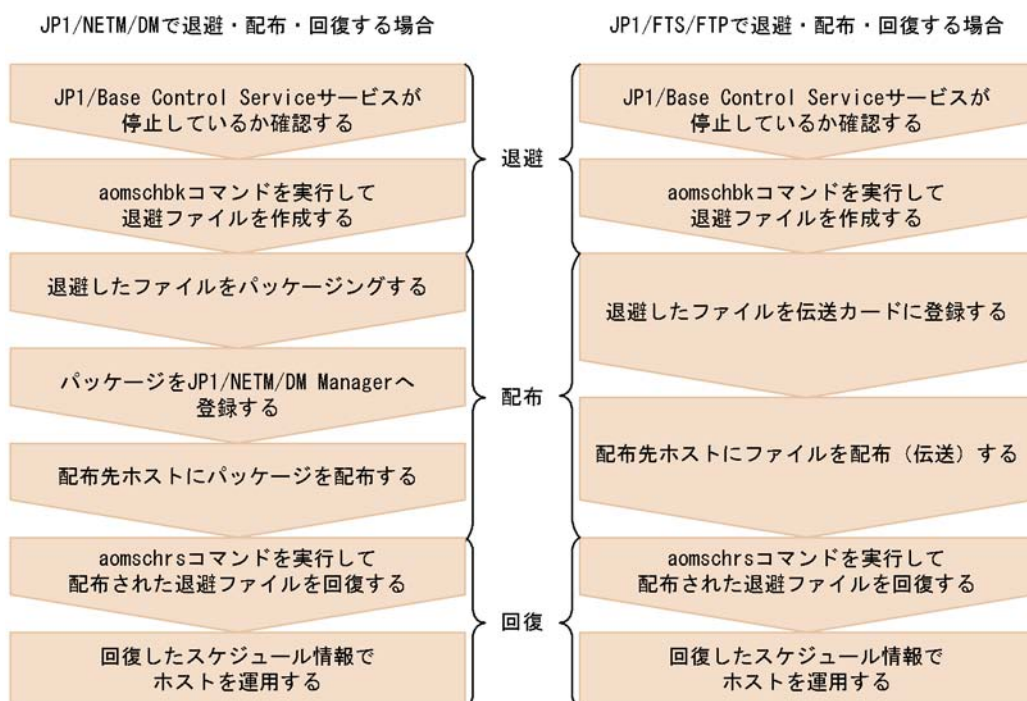 JP1/NETM/DMで退避・配布・回復する場合
JP1/Base Control Serviceサービスが
停止しているか確認する
aomschbkコマンドを実行して
退避ファイルを作成する
退避したファイルをパッケージングする
パッケージをJP1/NETM/DM Managerへ
登録する
配布先ホストにパッケージを配布する
aomschrsコマンドを実行して
配布された退避ファイルを回復する
回復したスケジュール情報で
ホストを運用する
退避
配布
回復
JP1/FTS/FTPで退避・配布・回復する場合
JP1/Base Control Serviceサービスが
停止しているか確認する
aomschbkコマンドを実行して
退避ファイルを作成する
退避したファイルを伝送カードに登録する
配布先ホストにファイルを配布（伝送）する
aomschrsコマンドを実行して
配布された退避ファイルを回復する
回復したスケジュール情報で
ホストを運用する